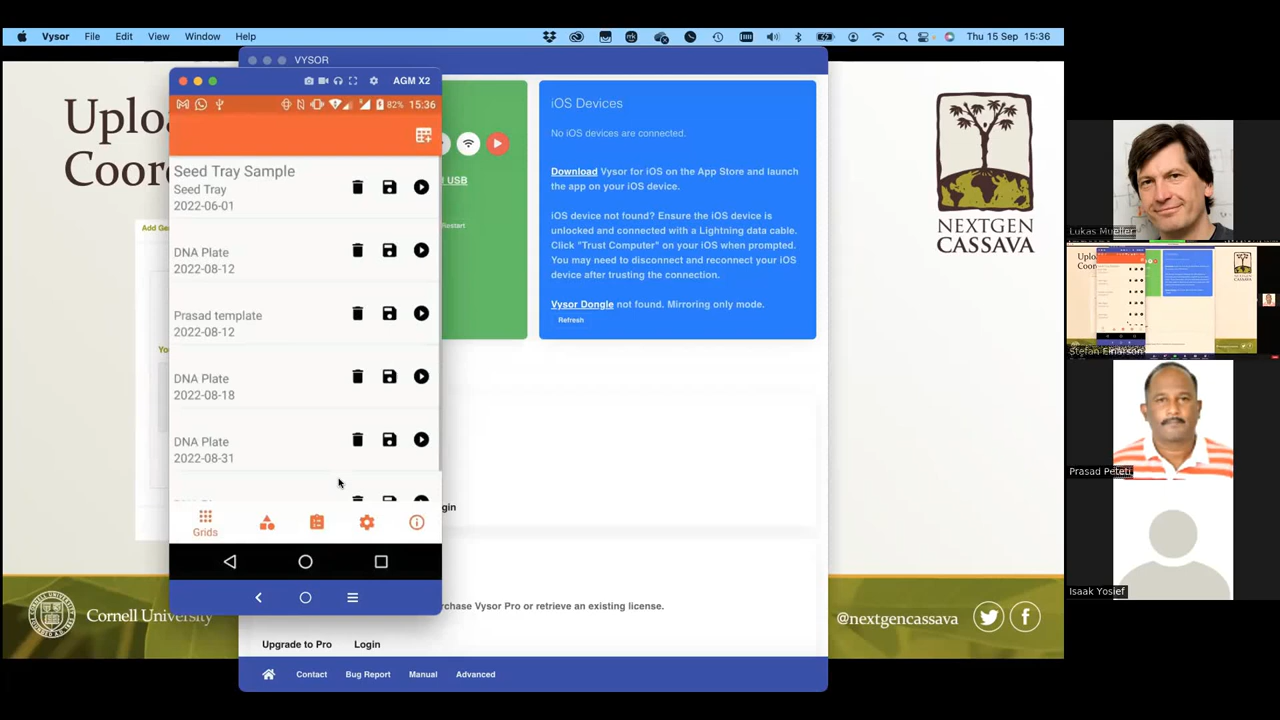 Vysor File Edit View Window Help
Thu 15 Sep 15:36
VYSOR
AGM X2
82% 15:36
Uplo
Coor
Seed Tray Sample
Seed Tray
2022-06-01
DNA Plate
2022-08-12
Prasad template
2022-08-12
DNA Plate
2022-08-18
DNA Plate
2022-08-31
Grids
Add Ge
Yo
USB
Restart
iOS Devices
No iOS devices are connected.
Download Vysor for iOS on the App Store and launch
the app on your iOS device.
iOS device not found? Ensure the iOS device is
unlocked and connected with a Lightning data cable.
Click "Trust Computer" on your iOS when prompted.
You may need to disconnect and reconnect your iOS
device after trusting the connection.
Vysor Dongle not found. Mirroring only mode.
Refresh
gin
rchase Vysor Pro or retrieve an existing license.
Upgrade to Pro Login
Contact Bug Report Manual Advanced
NEXTGEN
CASSAVA
Cornell University
@nextgencassava
Lukas Mueller
Stefan Einarson
Prasad Peteti
Isaak Yosief